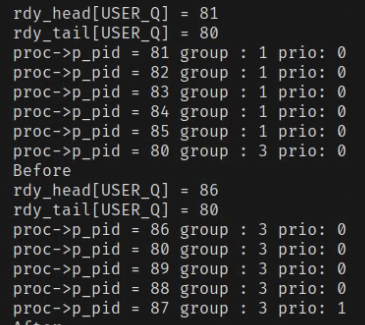 rdy_head[USER_Q] = 81
rdy_tail[USER_Q] = 80
proc->p_pid = 81 group : 1 prio: 0
proc->p_pid = 82 group : 1 prio: 0
proc->p_pid = 83 group : 1 prio: 0
proc->p_pid = 84 group : 1 prio: 0
proc->p_pid = 85 group : 1 prio: 0
proc->p_pid = 80 group : 3 prio: 0
Before
rdy_head[USER_Q] = 86
rdy_tail[USER_Q] = 80
proc->p_pid = 86 group : 3 prio: 0
proc->p_pid = 80 group : 3 prio: 0
proc->p_pid = 89 group : 3 prio: 0
proc->p_pid = 88 group : 3 prio: 0
proc->p_pid = 87 group : 3 prio: 1